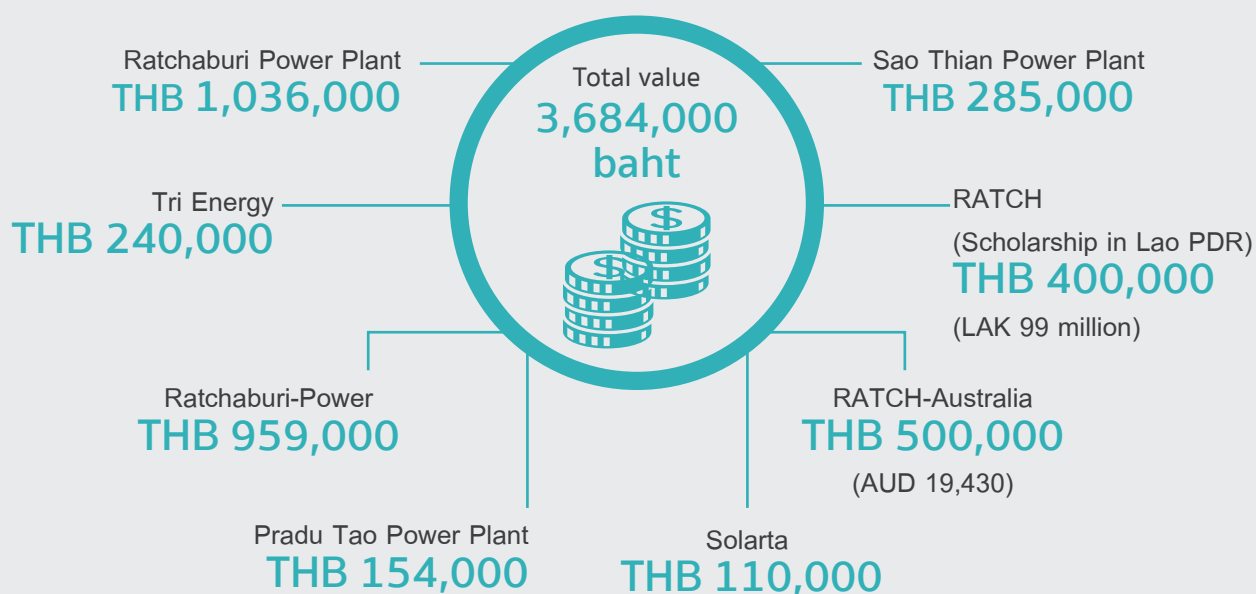 Total value
3,684,000
baht
Ratchaburi Power Plant
THB 1,036,000
Tri Energy
THB 240,000
Ratchaburi-Power
THB 959,000
Pradu Tao Power Plant
THB 154,000
Sao Thian Power Plant
THB 285,000
RATCH
(Scholarship in Lao PDR)
THB 400,000
(LAK 99 million)
RATCH-Australia
THB 500,000
(AUD 19,430)
Solarta
THB 110,000
$
$